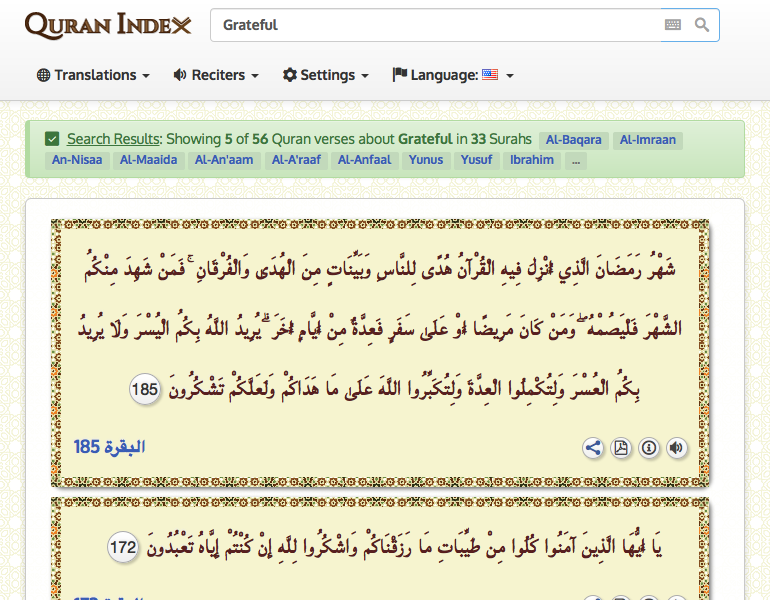 QURAN INDEX
Grateful
Translations Reciters Settings Language:
Search Results: Showing 5 of 56 Quran verses about Grateful in 33 Surahs Al-Baqara Al-Imraan
An-Nisaa Al-Maaida Al-An'aam Al-A'raaf Al-Anfaal Yunus Yusuf Ibrahim ...
شَهْرُ رَمَضَانَ الَّذِي أُنْزِلَ فِيهِ الْقُرْآنُ هُدًى لِلنَّاسِ وَبَيِّنَاتٍ مِنَ الْهُدَىٰ وَالْفُرْقَانِ ۚ فَمَنْ شَهِدَ مِنْكُمُ
الشَّهْرَ فَلْيَصُمْهُ ۖ وَمَنْ كَانَ مَرِيضًا أَوْ عَلَىٰ سَفَرٍ فَعِدَّةٌ مِنْ أَيَّامٍ أُخَرَ ۗ يُرِيدُ اللَّهُ بِكُمُ الْيُسْرَ وَلَا يُرِيدُ
بِكُمُ الْعُسْرَ وَلِتُكْمِلُوا الْعِدَّةَ وَلِتُكَبِّرُوا اللَّهَ عَلَىٰ مَا هَدَاكُمْ وَلَعَلَّكُمْ تَشْكُرُونَ 185
البقرة 185
يَا أَيُّهَا الَّذِينَ آمَنُوا كُلُوا مِنْ طَيِّبَاتِ مَا رَزَقْنَاكُمْ وَاشْكُرُوا لِلَّهِ إِنْ كُنْتُمْ إِيَّاهُ تَعْبُدُونَ 172